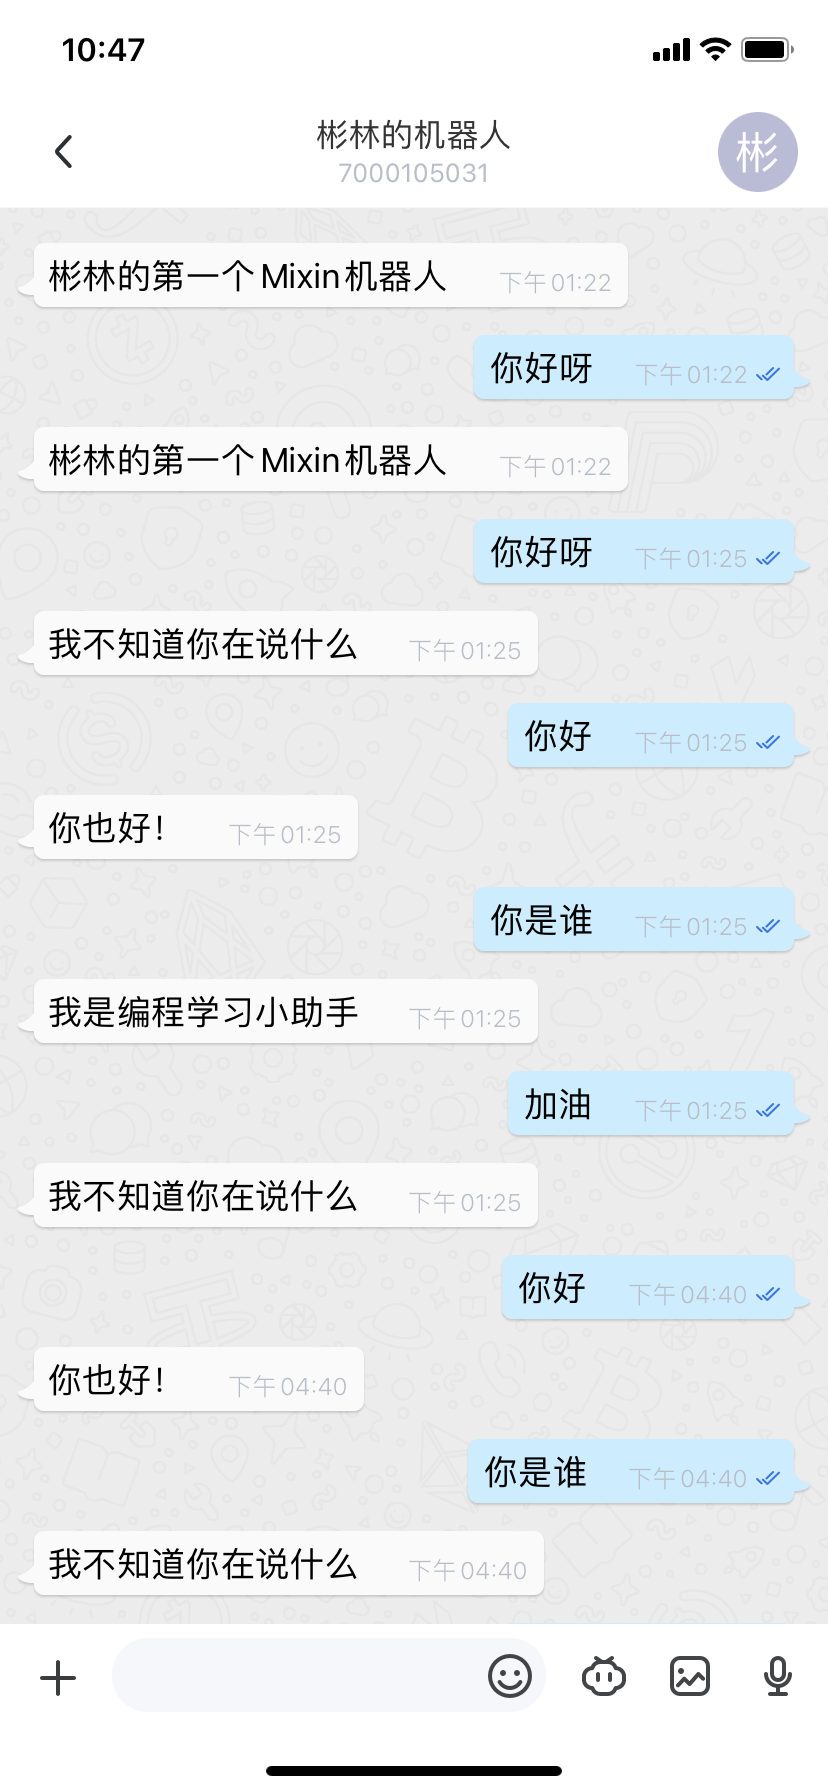 10:47
彬林的机器人
7000105031
彬
彬林的第一个Mixin机器人 下午01:22
你好呀 下午01:22
彬林的第一个Mixin机器人 下午01:22
你好呀 下午01:25
我不知道你在说什么 下午01:25
你好 下午01:25
你也好! 下午01:25
你是谁 下午01:25
我是编程学习小助手 下午01:25
加油 下午01:25
我不知道你在说什么 下午01:25
你好 下午04:40
你也好! 下午04:40
你是谁 下午04:40
我不知道你在说什么 下午04:40